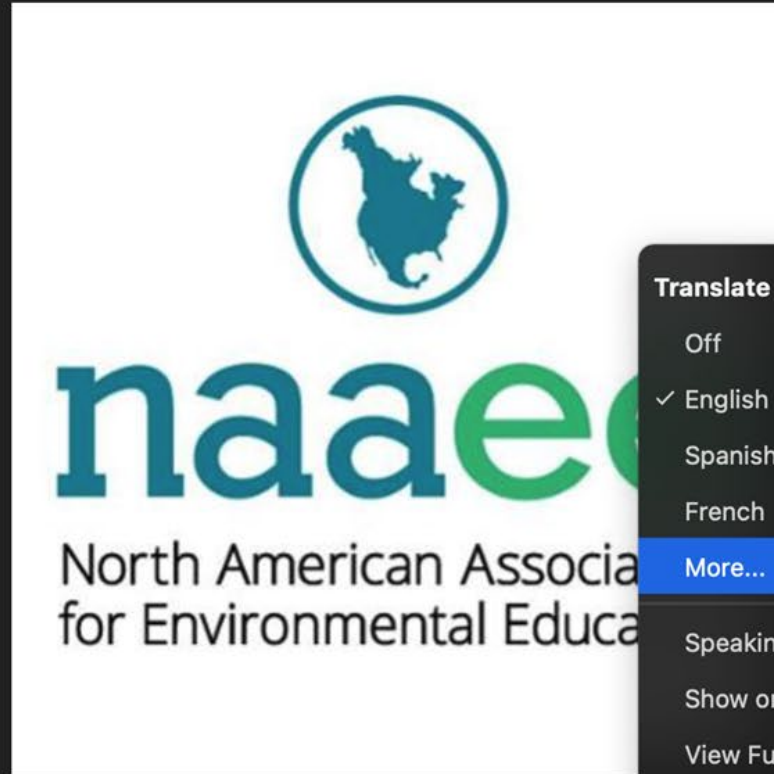 naaee
North American Associa
for Environmental Educa
Translate
Off
✓ English
Spanish
French
More...
Speakin
Show o
View Fu